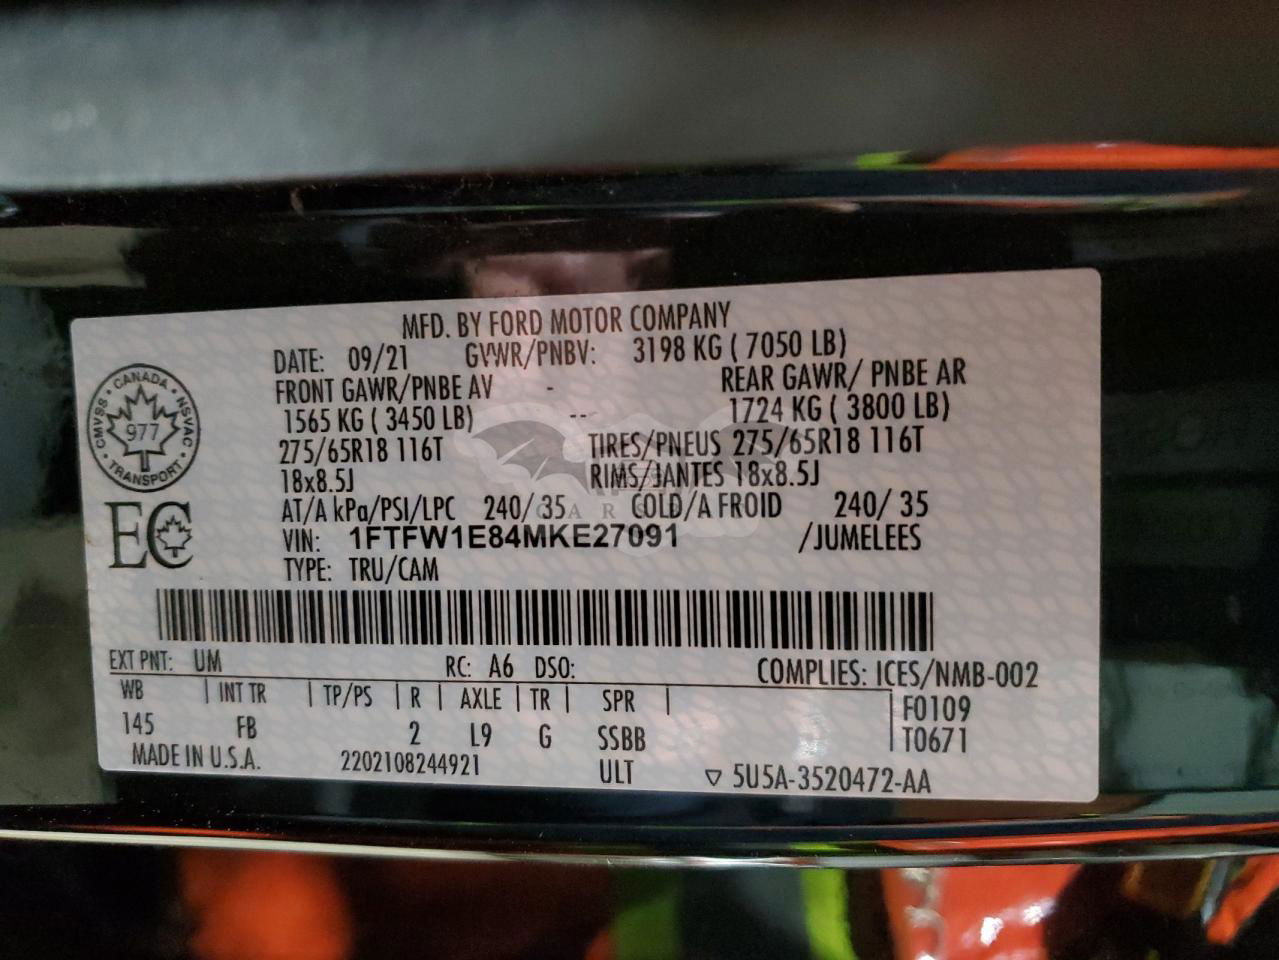 MFD. BY FORD MOTOR COMPANY
DATE: 09/21 GVWR/PNBV: 3198 KG ( 7050 LB)
FRONT GAWR/PNBE AV - REAR GAWR/ PNBE AR
1565 KG ( 3450 LB) -- 1724 KG ( 3800 LB)
275/65R18 116T TIRES/PNEUS 275/65R18 116T
18x8.5J RIMS/JANTES 18x8.5J
AT/A kPa/PSI/LPC 240/ 35 COLD/A FROID 240/ 35
VIN: 1FTFW1E84MKE27091 /JUMELEES
TYPE: TRU/CAM
CANADA
CMVSS NSVAC
977
TRANSPORT
EC
CARS
EXT PNT: UM RC: A6 DSO: COMPLIES: ICES/NMB-002
WB | INT TR | TP/PS | R | AXLE | TR | SPR | F0109
145 FB 2 L9 G SSBB T0671
MADE IN U.S.A. 2202108244921 ULT ▽ 5U5A-3520472-AA